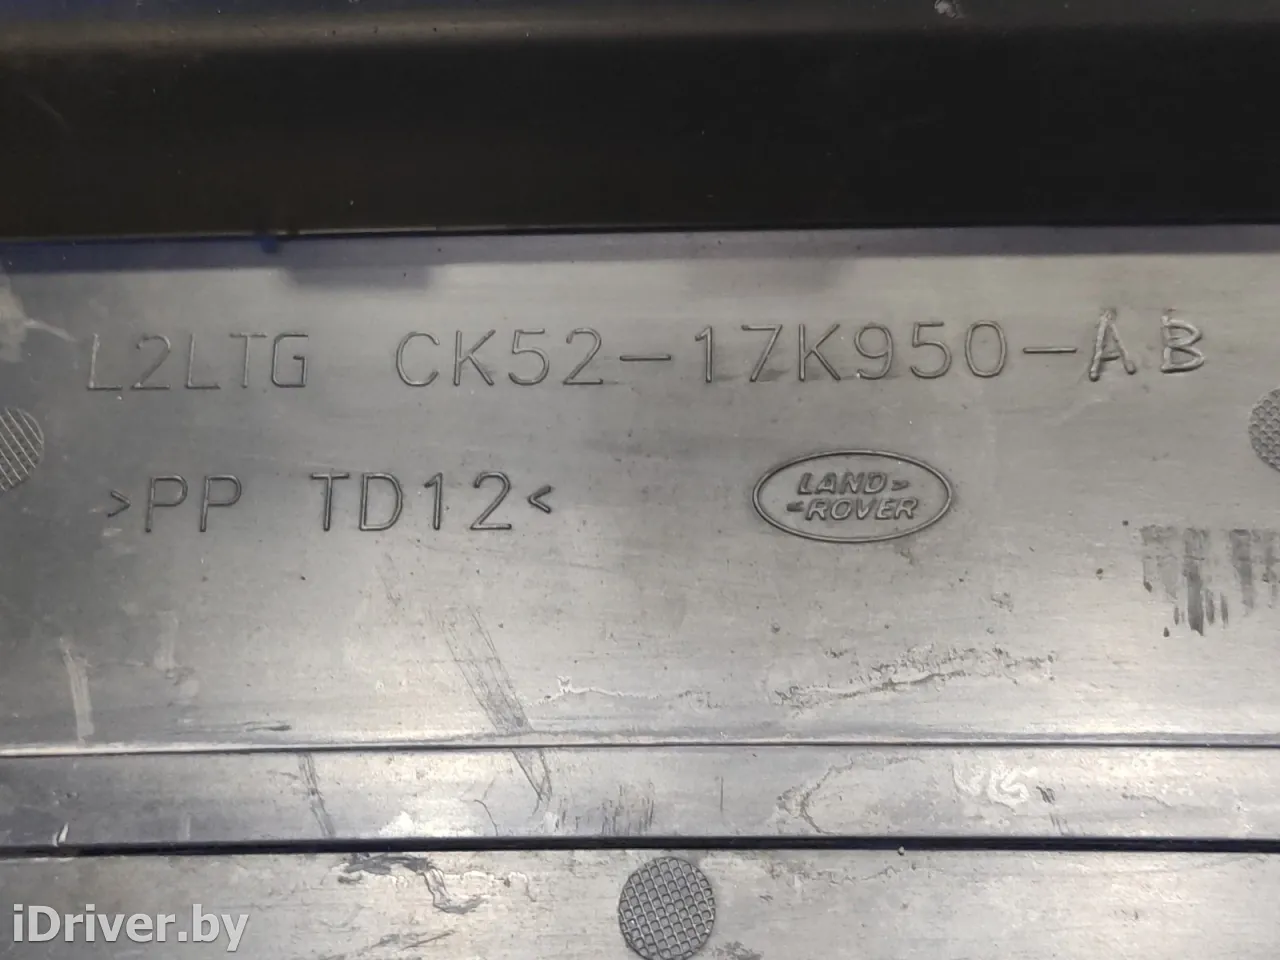 L2LTG CK52-17K950-AB
>PP TD12<
LAND
ROVER
iDriver.by